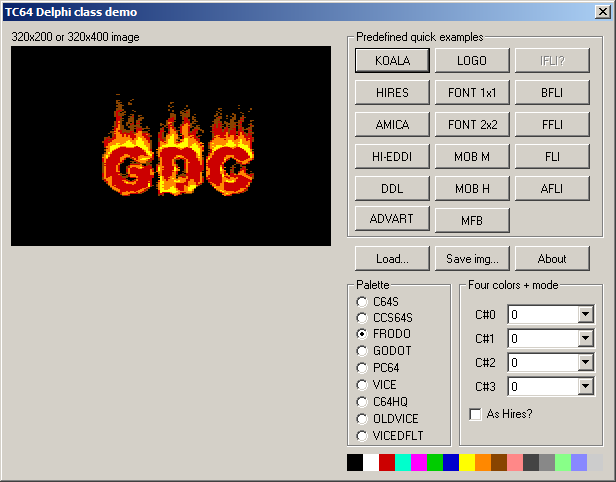 TC64 Delphi class demo
320x200 or 320x400 image
GDC
Predefined quick examples
KOALA LOGO IFLI?
HIRES FONT 1x1 BFLI
AMICA FONT 2x2 FFLI
HI-EDDI MOB M FLI
DDL MOB H AFLI
ADVART MFB
Load... Save img... About
Palette
C64S
CCS64S
FRODO
GODOT
PC64
VICE
C64HQ
OLDVICE
VICEDFLT
Four colors + mode
C#0 0
C#1 0
C#2 0
C#3 0
As Hires?